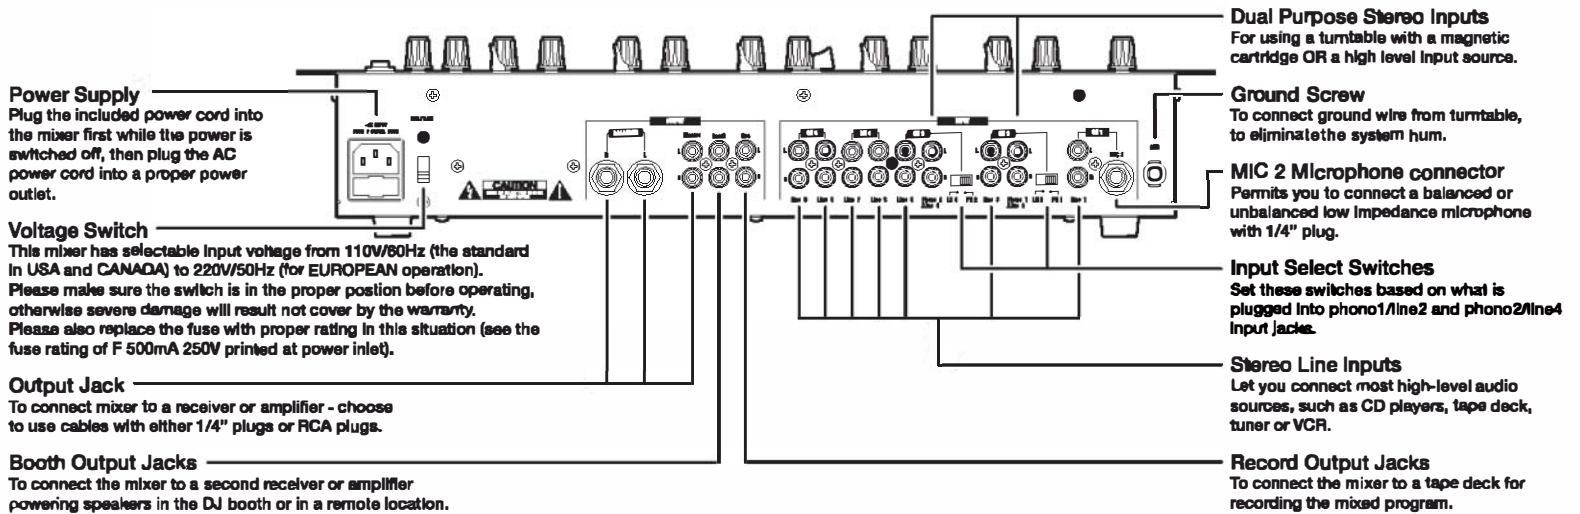 Power Supply
Plug the included power cord into
the mixer first while the power is
switched off, then plug the AC
power cord into a proper power
outlet.
Voltage Switch
This mixer has selectable input voltage from 110V/60Hz (the standard
in USA and CANADA) to 220V/50Hz (for EUROPEAN operation).
Please make sure the switch is in the proper postion before operating,
otherwise severe damage will result not cover by the warranty.
Please also replace the fuse with proper rating in this situation (see the
fuse rating of F 500mA 250V printed at power inlet).
Output Jack
To connect mixer to a receiver or amplifier - choose
to use cables with either 1/4” plugs or RCA plugs.
Booth Output Jacks
To connect the mixer to a second receiver or amplifier
powering speakers in the DJ booth or in a remote location.
CAUTION
R
L
L
R
Line 6
Line 7
Line 5
Line 3
Line 1
MIC 2
Dual Purpose Stereo Inputs
For using a turntable with a magnetic
cartridge OR a high level input source.
Ground Screw
To connect ground wire from turntable,
to eliminatethe system hum.
MIC 2 Microphone connector
Permits you to connect a balanced or
unbalanced low impedance microphone
with 1/4” plug.
Input Select Switches
Set these switches based on what is
plugged into phono1/line2 and phono2/line4
input jacks.
Stereo Line Inputs
Let you connect most high-level audio
sources, such as CD players, tape deck,
tuner or VCR.
Record Output Jacks
To connect the mixer to a tape deck for
recording the mixed program.